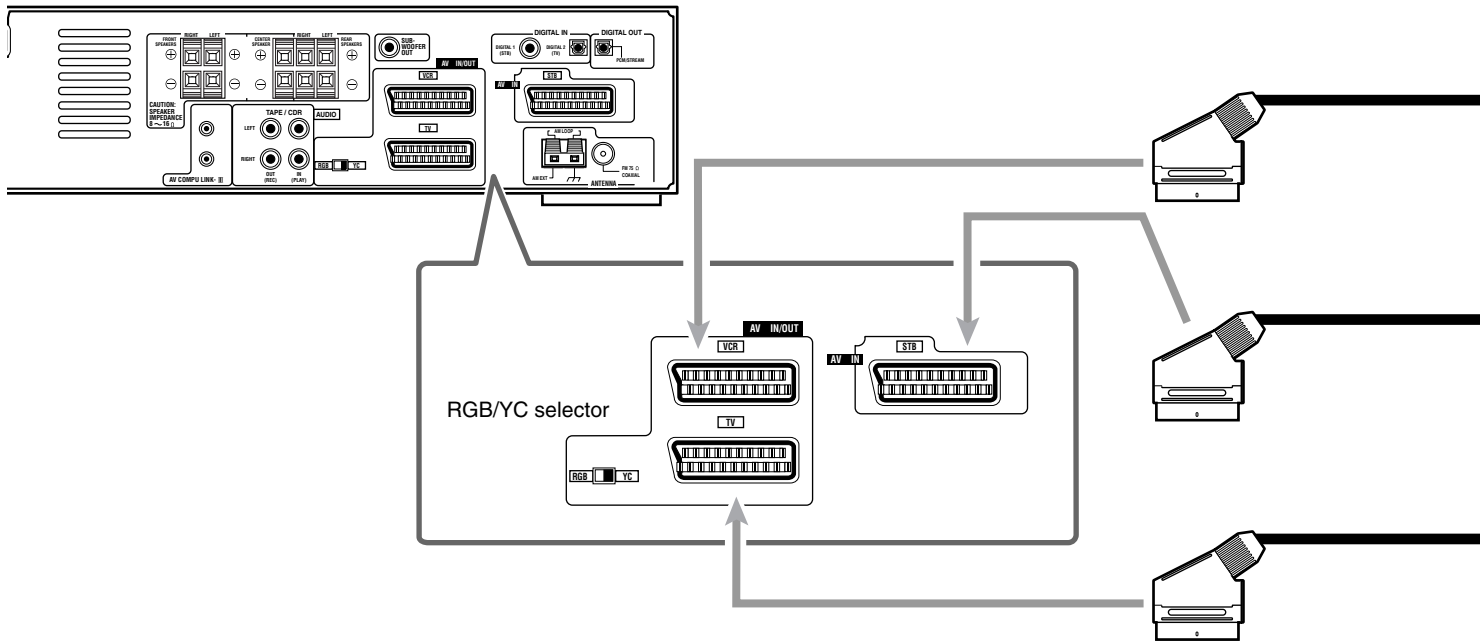 FRONT SPEAKERS
RIGHT LEFT
CENTER SPEAKER
RIGHT LEFT
REAR SPEAKERS
CAUTION:
SPEAKER
IMPEDANCE
8 ~ 16 Ω
SUB-
WOOFER
OUT
DIGITAL IN
DIGITAL 1
(STB)
DIGITAL 2
(TV)
DIGITAL OUT
PCM/STREAM
AV IN/OUT
VCR
TV
AV IN
STB
AV COMPU LINK-III
TAPE / CDR
AUDIO
LEFT
RIGHT
OUT
(REC)
IN
(PLAY)
RGB YC
AM LOOP
AM EXT
FM 75 Ω
COAXIAL
ANTENNA
AV IN/OUT
VCR
AV IN
STB
RGB/YC selector
TV
RGB YC